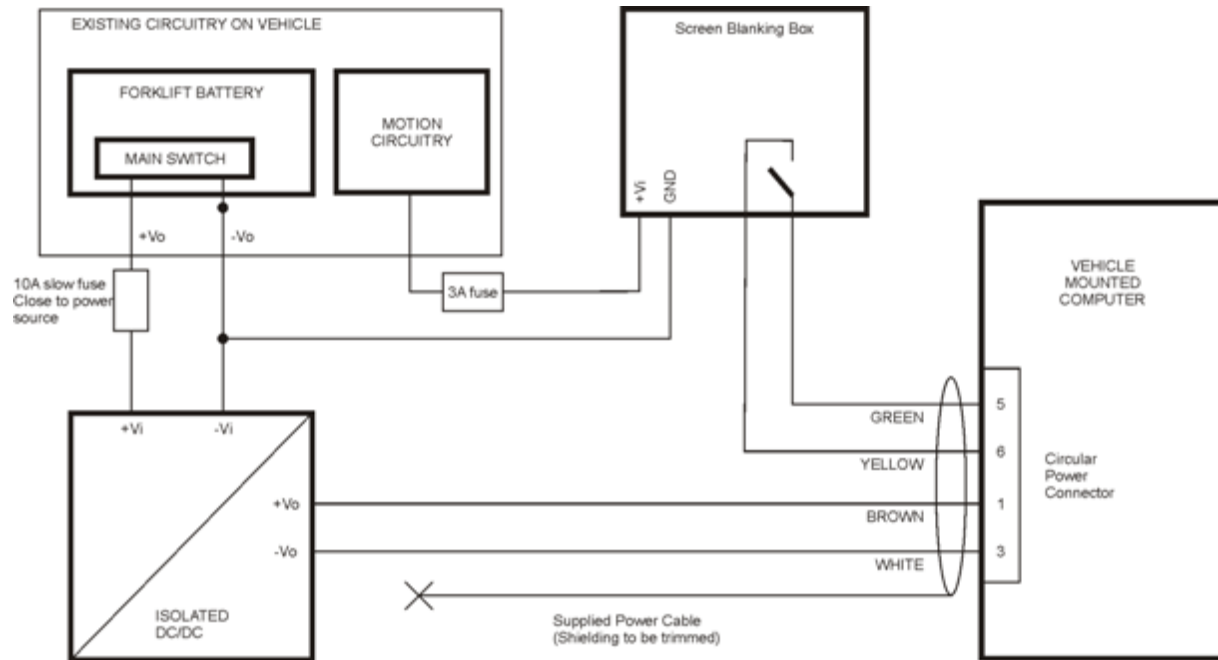 EXISTING CIRCUITRY ON VEHICLE
FORKLIFT BATTERY
MAIN SWITCH
MOTION
CIRCUITRY
+Vo
-Vo
10A slow fuse
Close to power
source
3A fuse
Screen Blanking Box
+Vi
GND
VEHICLE
MOUNTED
COMPUTER
+Vi
-Vi
+Vo
-Vo
ISOLATED
DC/DC
GREEN
5
YELLOW
6
BROWN
1
WHITE
3
Circular
Power
Connector
Supplied Power Cable
(Shielding to be trimmed)